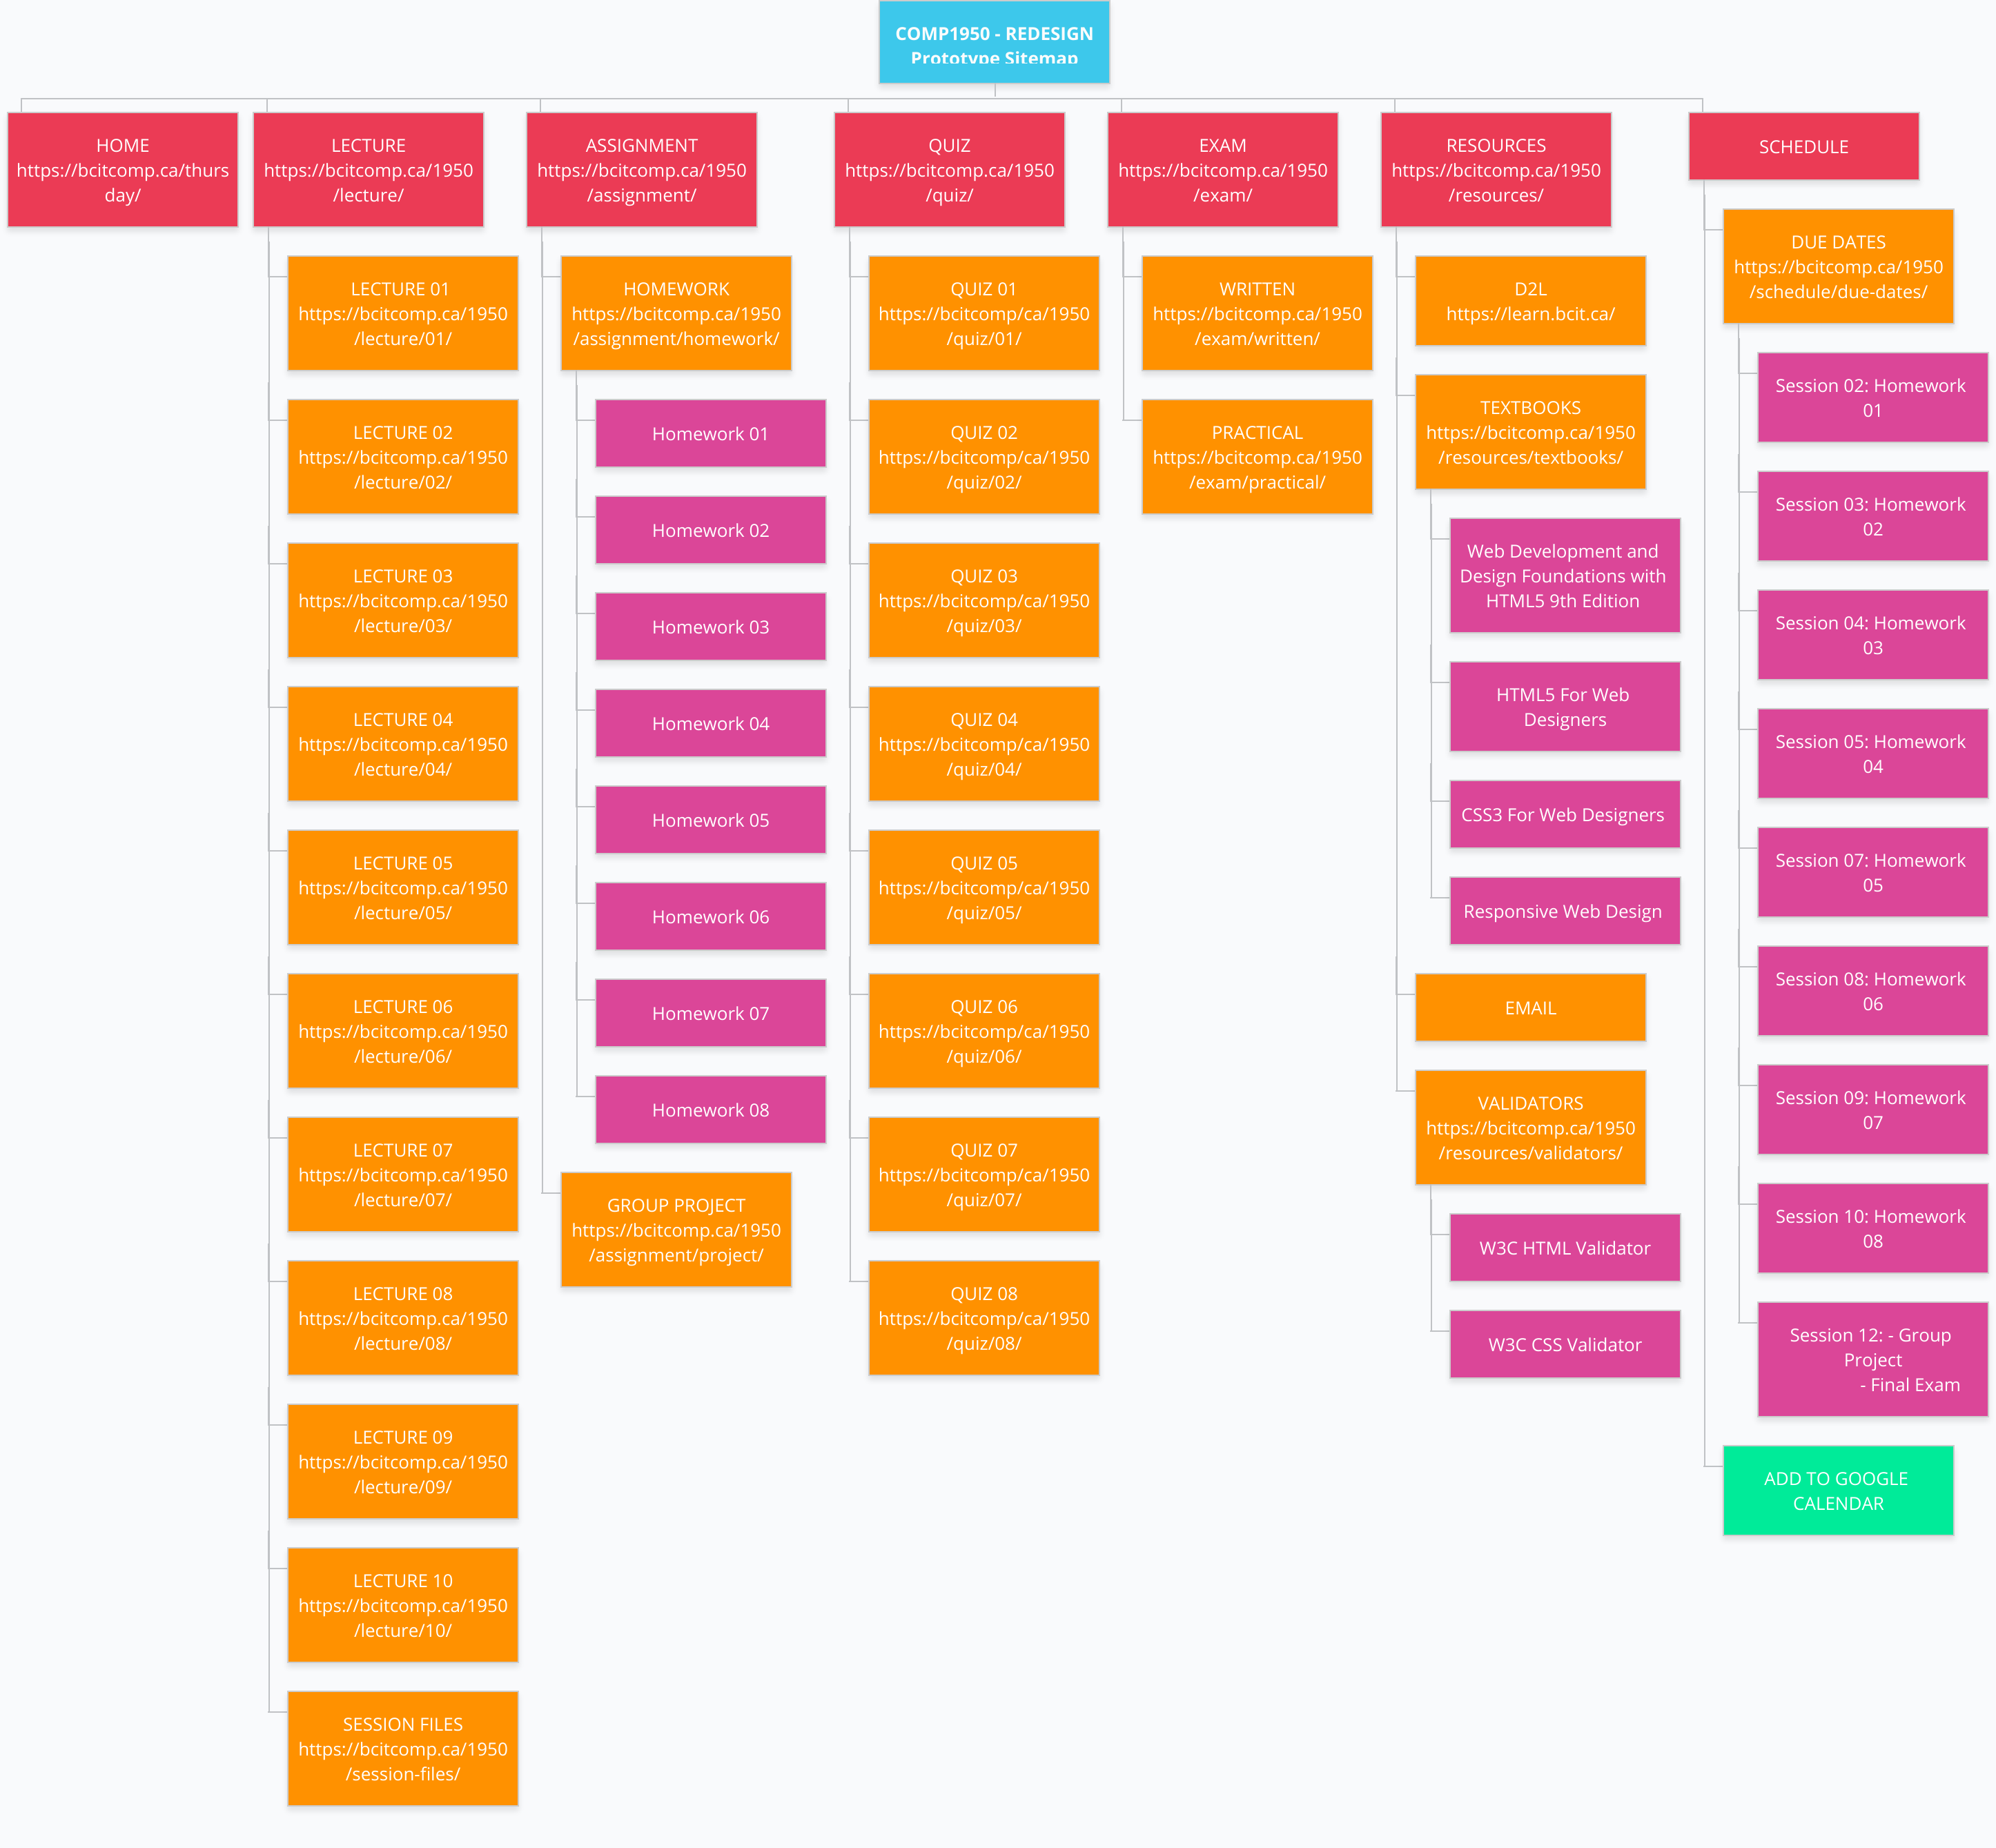 COMP1950 - REDESIGN
Prototype Sitemap
HOME
https://bcitcomp.ca/thurs
day/
LECTURE
https://bcitcomp.ca/1950
/lecture/
LECTURE 01
https://bcitcomp.ca/1950
/lecture/01/
LECTURE 02
https://bcitcomp.ca/1950
/lecture/02/
LECTURE 03
https://bcitcomp.ca/1950
/lecture/03/
LECTURE 04
https://bcitcomp.ca/1950
/lecture/04/
LECTURE 05
https://bcitcomp.ca/1950
/lecture/05/
LECTURE 06
https://bcitcomp.ca/1950
/lecture/06/
LECTURE 07
https://bcitcomp.ca/1950
/lecture/07/
LECTURE 08
https://bcitcomp.ca/1950
/lecture/08/
LECTURE 09
https://bcitcomp.ca/1950
/lecture/09/
LECTURE 10
https://bcitcomp.ca/1950
/lecture/10/
SESSION FILES
https://bcitcomp.ca/1950
/session-files/
ASSIGNMENT
https://bcitcomp.ca/1950
/assignment/
HOMEWORK
https://bcitcomp.ca/1950
/assignment/homework/
Homework 01
Homework 02
Homework 03
Homework 04
Homework 05
Homework 06
Homework 07
Homework 08
GROUP PROJECT
https://bcitcomp.ca/1950
/assignment/project/
QUIZ
https://bcitcomp.ca/1950
/quiz/
QUIZ 01
https://bcitcomp/ca/1950
/quiz/01/
QUIZ 02
https://bcitcomp/ca/1950
/quiz/02/
QUIZ 03
https://bcitcomp/ca/1950
/quiz/03/
QUIZ 04
https://bcitcomp/ca/1950
/quiz/04/
QUIZ 05
https://bcitcomp/ca/1950
/quiz/05/
QUIZ 06
https://bcitcomp/ca/1950
/quiz/06/
QUIZ 07
https://bcitcomp/ca/1950
/quiz/07/
QUIZ 08
https://bcitcomp/ca/1950
/quiz/08/
EXAM
https://bcitcomp.ca/1950
/exam/
WRITTEN
https://bcitcomp.ca/1950
/exam/written/
PRACTICAL
https://bcitcomp.ca/1950
/exam/practical/
RESOURCES
https://bcitcomp.ca/1950
/resources/
D2L
https://learn.bcit.ca/
TEXTBOOKS
https://bcitcomp.ca/1950
/resources/textbooks/
Web Development and
Design Foundations with
HTML5 9th Edition
HTML5 For Web
Designers
CSS3 For Web Designers
Responsive Web Design
EMAIL
VALIDATORS
https://bcitcomp.ca/1950
/resources/validators/
W3C HTML Validator
W3C CSS Validator
SCHEDULE
DUE DATES
https://bcitcomp.ca/1950
/schedule/due-dates/
Session 02: Homework
01
Session 03: Homework
02
Session 04: Homework
03
Session 05: Homework
04
Session 07: Homework
05
Session 08: Homework
06
Session 09: Homework
07
Session 10: Homework
08
Session 12: - Group
Project
- Final Exam
ADD TO GOOGLE
CALENDAR